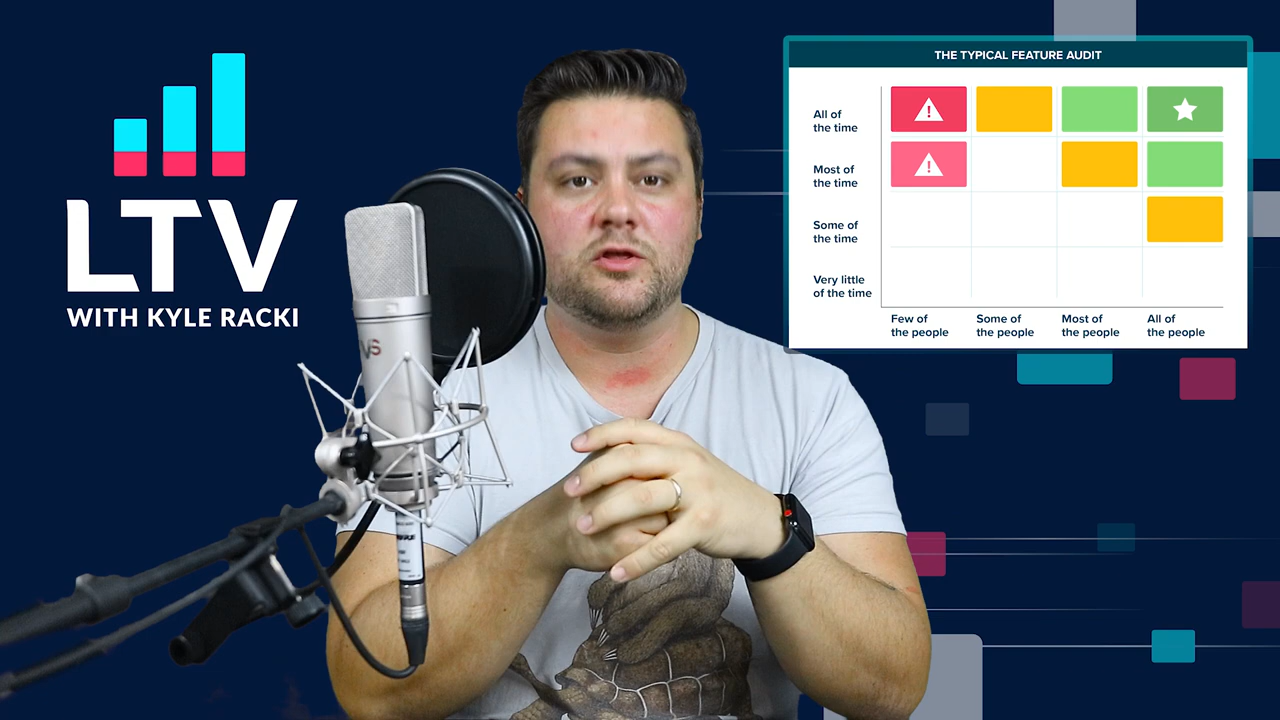 LTV
WITH KYLE RACKI
THE TYPICAL FEATURE AUDIT
All of
the time
Most of
the time
Some of
the time
Very little
of the time
Few of
the people
Some of
the people
Most of
the people
All of
the people